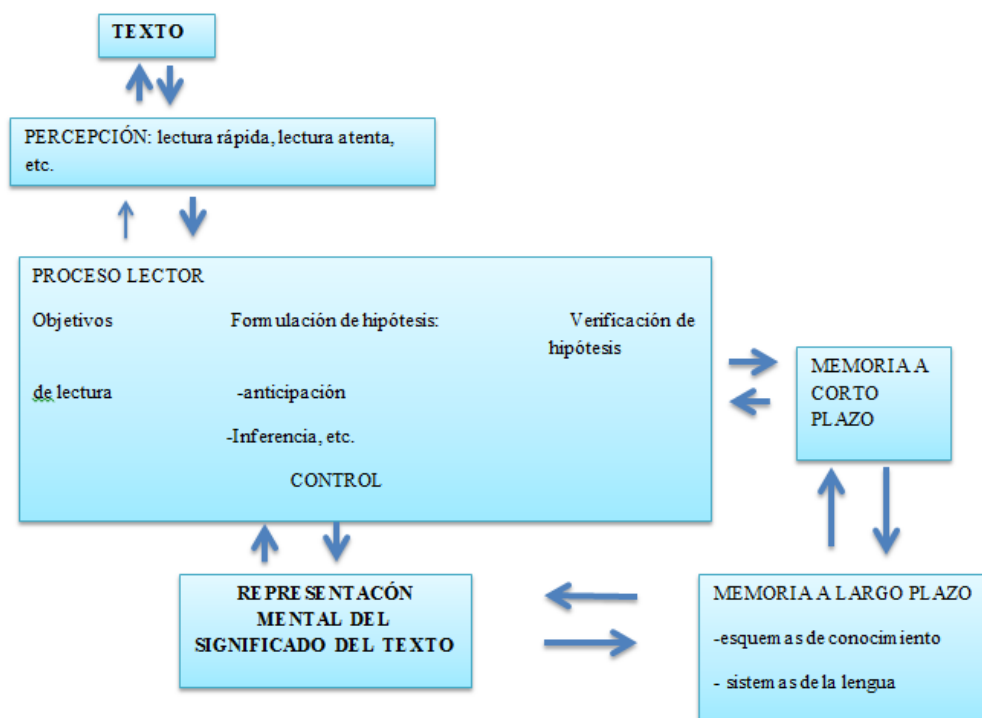 TEXTO
PERCEPCIÓN: lectura rápida, lectura atenta,
etc.
PROCESO LECTOR
Objetivos Formulación de hipótesis: Verificación de
hipótesis
de lectura -anticipación
-Inferencia, etc.
CONTROL
MEMORIA A
CORTO
PLAZO
REPRESENTACÓN
MENTAL DEL
SIGNIFICADO DEL TEXTO
MEMORIA A LARGO PLAZO
-esquemas de conocimiento
- sistemas de la lengua